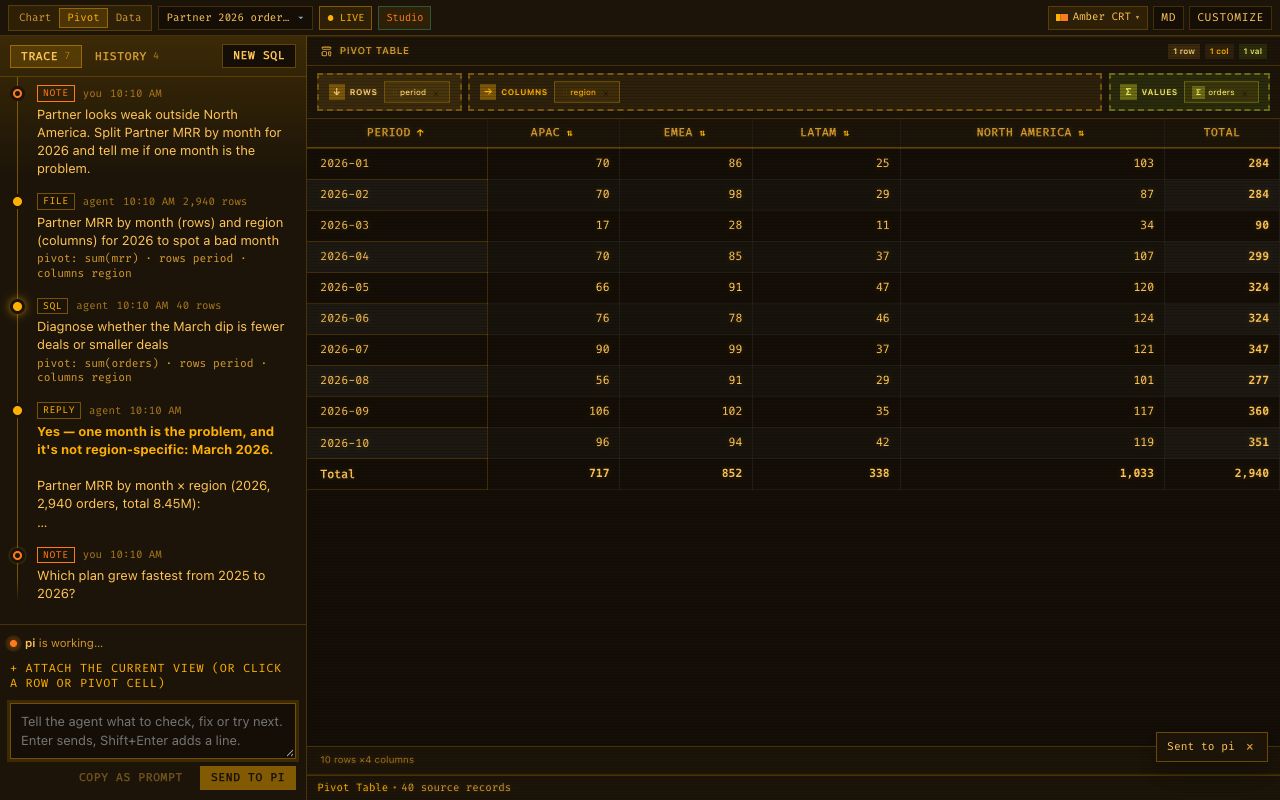 Chart Pivot Data Partner 2026 order… LIVE Studio Amber CRT MD CUSTOMIZE
TRACE 7 HISTORY 4 NEW SQL
NOTE you 10:10 AM
Partner looks weak outside North
America. Split Partner MRR by month for
2026 and tell me if one month is the
problem.
FILE agent 10:10 AM 2,940 rows
Partner MRR by month (rows) and region
(columns) for 2026 to spot a bad month
pivot: sum(mrr) · rows period ·
columns region
SQL agent 10:10 AM 40 rows
Diagnose whether the March dip is fewer
deals or smaller deals
pivot: sum(orders) · rows period ·
columns region
REPLY agent 10:10 AM
Yes — one month is the problem, and
it's not region-specific: March 2026.
Partner MRR by month × region (2026,
2,940 orders, total 8.45M):
…
NOTE you 10:10 AM
Which plan grew fastest from 2025 to
2026?
pi is working…
+ ATTACH THE CURRENT VIEW (OR CLICK
A ROW OR PIVOT CELL)
Tell the agent what to check, fix or try next.
Enter sends, Shift+Enter adds a line.
COPY AS PROMPT SEND TO PI
PIVOT TABLE 1 row 1 col 1 val
↓ ROWS period × → COLUMNS region × Σ VALUES Σ orders ×
PERIOD ↑ APAC ⇅ EMEA ⇅ LATAM ⇅ NORTH AMERICA ⇅ TOTAL
2026-01 70 86 25 103 284
2026-02 70 98 29 87 284
2026-03 17 28 11 34 90
2026-04 70 85 37 107 299
2026-05 66 91 47 120 324
2026-06 76 78 46 124 324
2026-07 90 99 37 121 347
2026-08 56 91 29 101 277
2026-09 106 102 35 117 360
2026-10 96 94 42 119 351
Total 717 852 338 1,033 2,940
Sent to pi ×
10 rows ×4 columns
Pivot Table • 40 source records